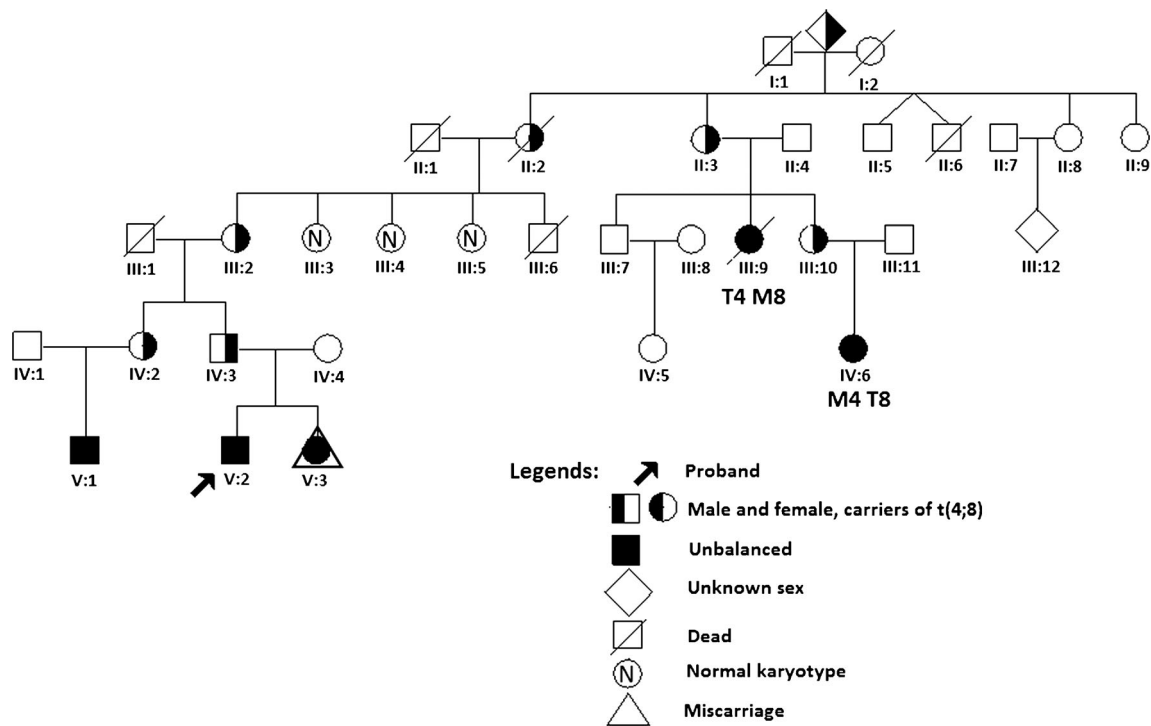 I:1 I:2
II:1 II:2 II:3 II:4 II:5 II:6 II:7 II:8 II:9
N N N
III:1 III:2 III:3 III:4 III:5 III:6 III:7 III:8 III:9 III:10 III:11 III:12
T4 M8
IV:1 IV:2 IV:3 IV:4 IV:5 IV:6
M4 T8
V:1 V:2 V:3
Legends: Proband
Male and female, carriers of t(4;8)
Unbalanced
Unknown sex
Dead
N Normal karyotype
Miscarriage